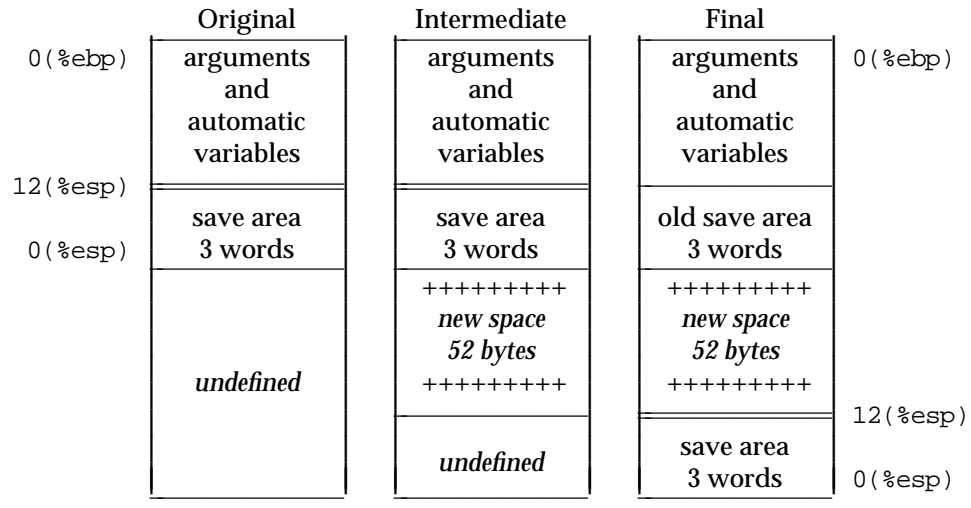 Original Intermediate Final
0(%ebp) arguments arguments arguments 0(%ebp)
and and and
automatic automatic automatic
variables variables variables
12(%esp)
save area save area old save area
0(%esp) 3 words 3 words 3 words
+++++++++ +++++++++
new space new space
52 bytes 52 bytes
undefined +++++++++ +++++++++
12(%esp)
undefined save area
3 words 0(%esp)